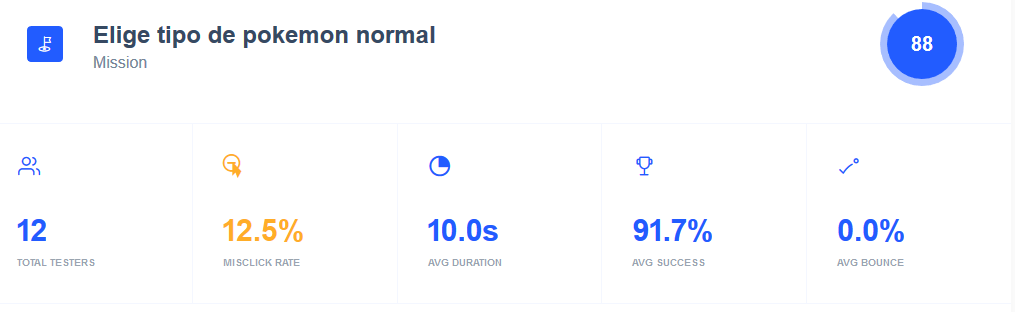 Elige tipo de pokemon normal
Mission
88
12
TOTAL TESTERS
12.5%
MISCLICK RATE
10.0s
AVG DURATION
91.7%
AVG SUCCESS
0.0%
AVG BOUNCE